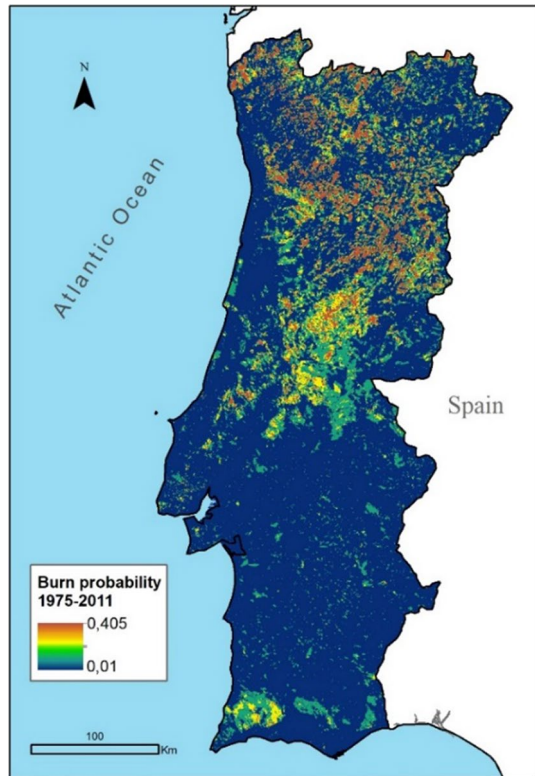 N
Atlantic Ocean
Spain
Burn probability
1975-2011
0,405
0,01
100
Km